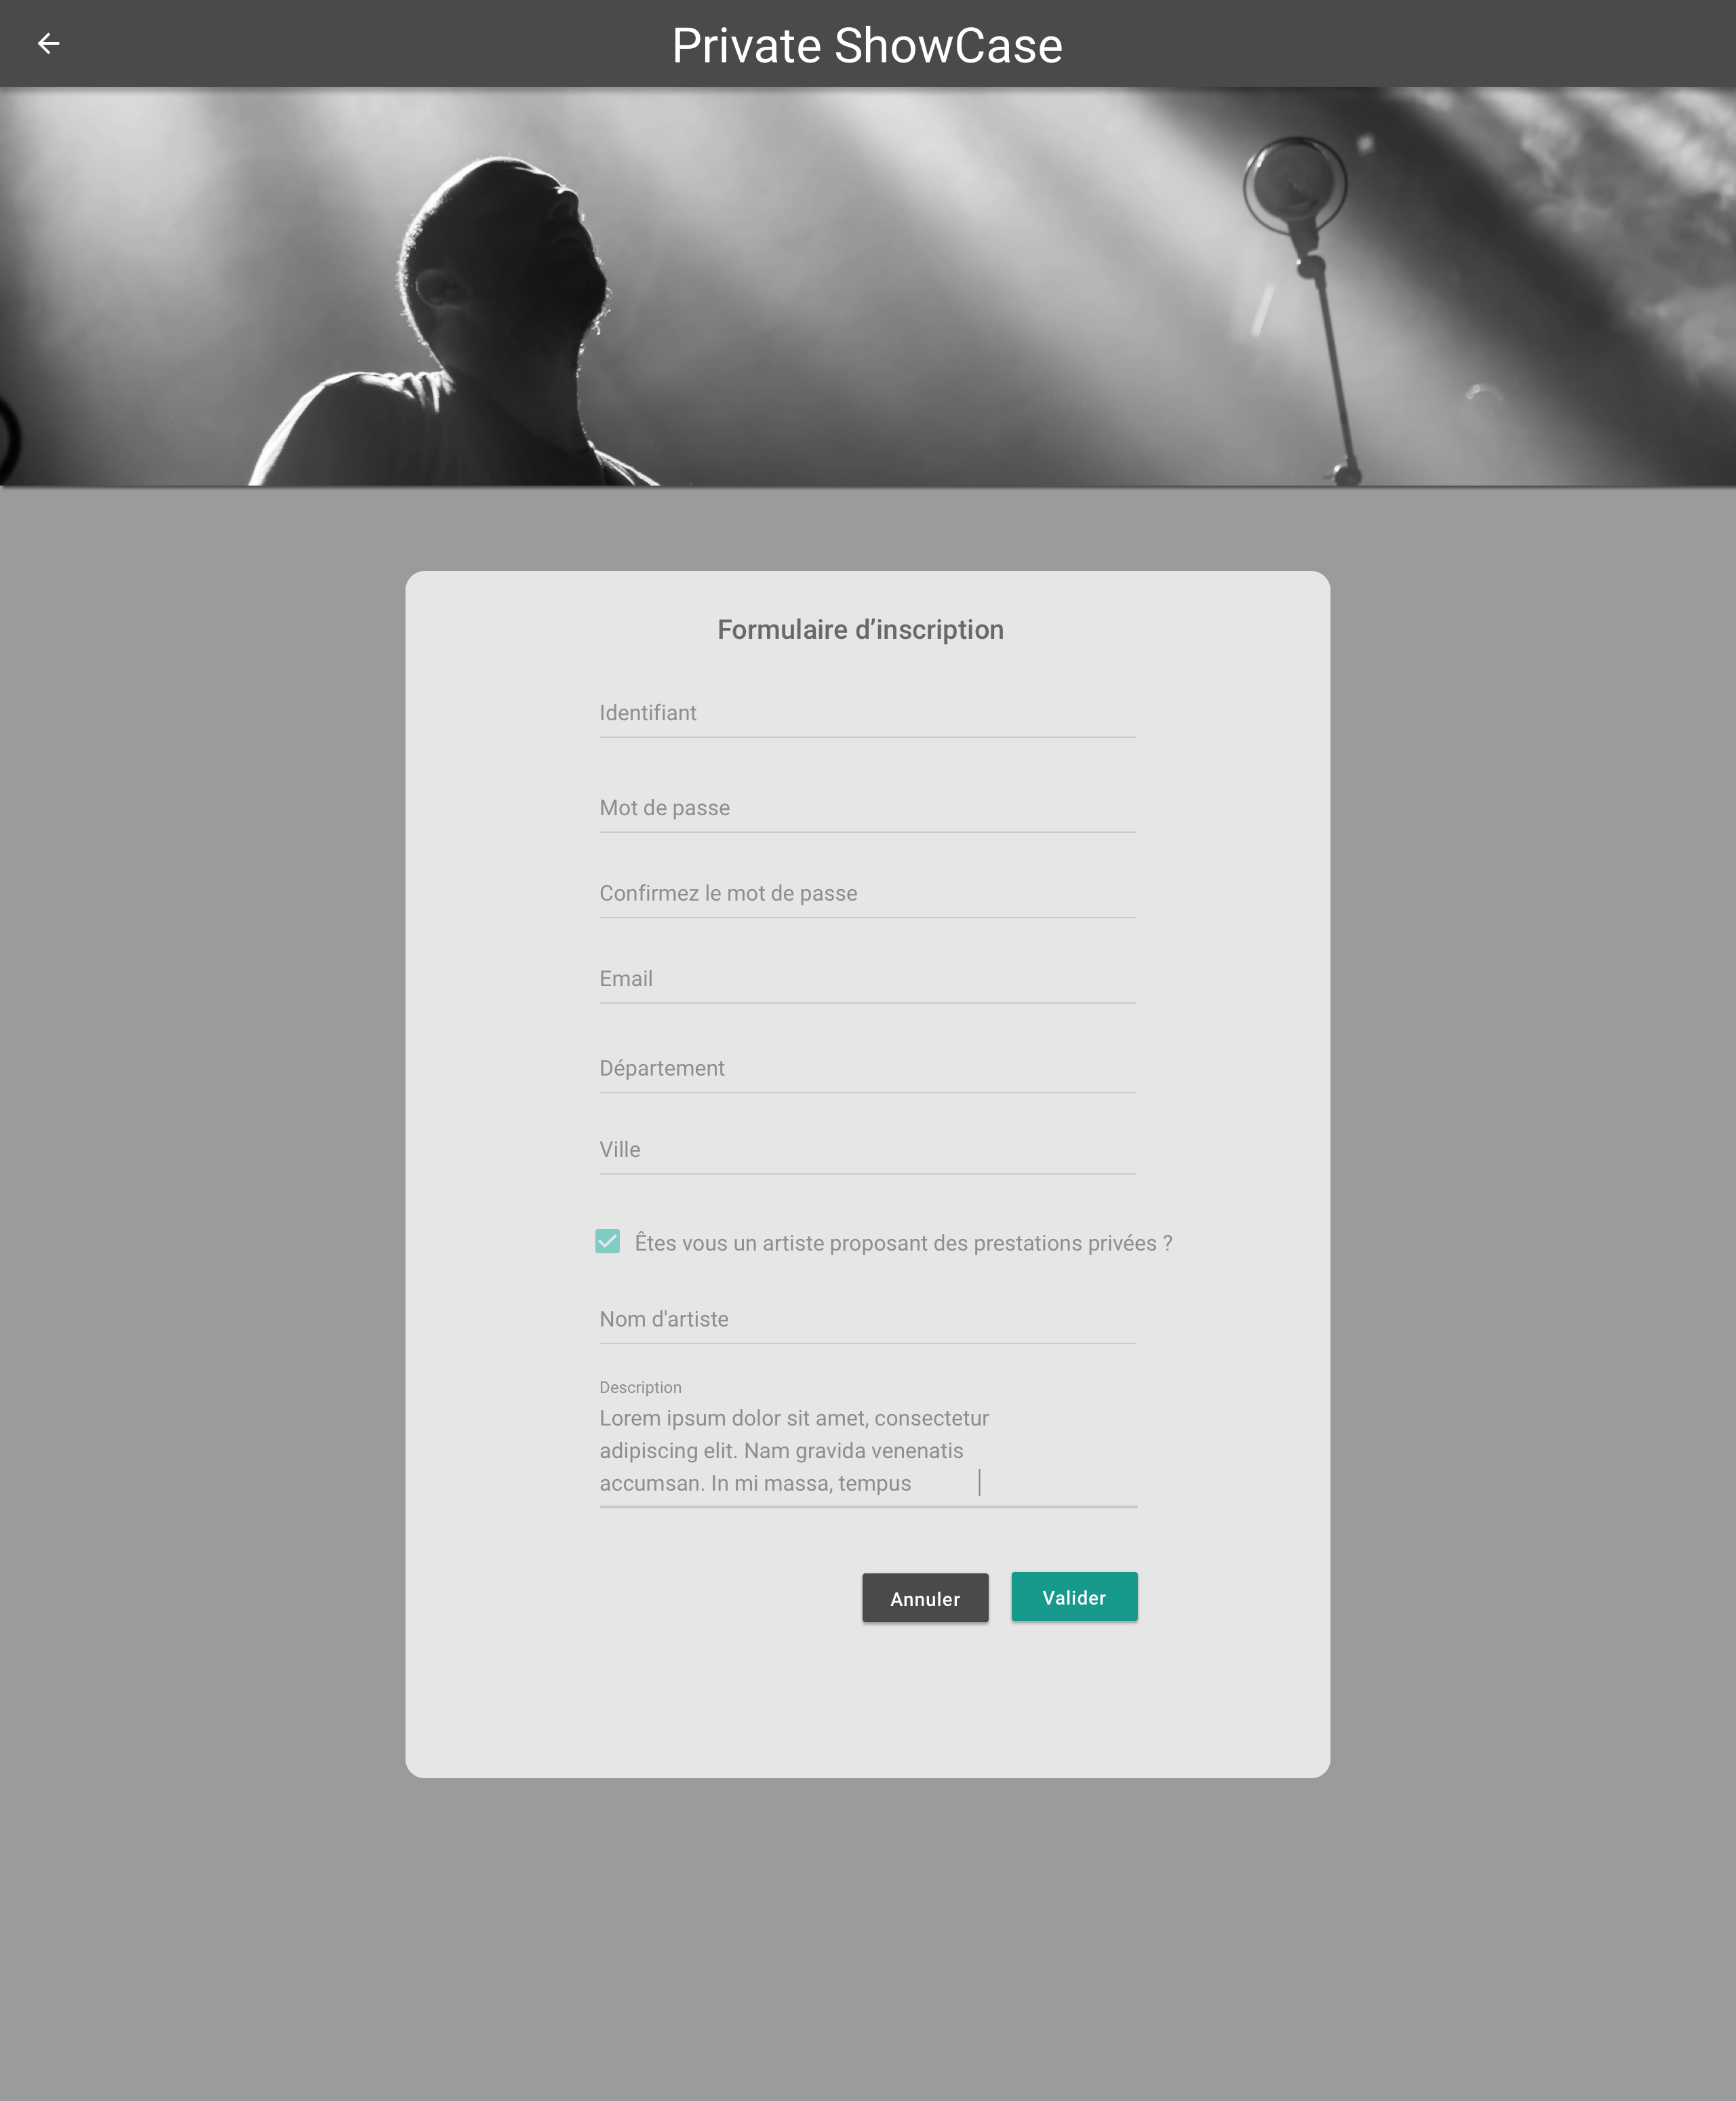 Private ShowCase
Formulaire d’inscription
Identifiant
Mot de passe
Confirmez le mot de passe
Email
Département
Ville
Êtes vous un artiste proposant des prestations privées ?
Nom d'artiste
Description
Lorem ipsum dolor sit amet, consectetur
adipiscing elit. Nam gravida venenatis
accumsan. In mi massa, tempus
Annuler
Valider